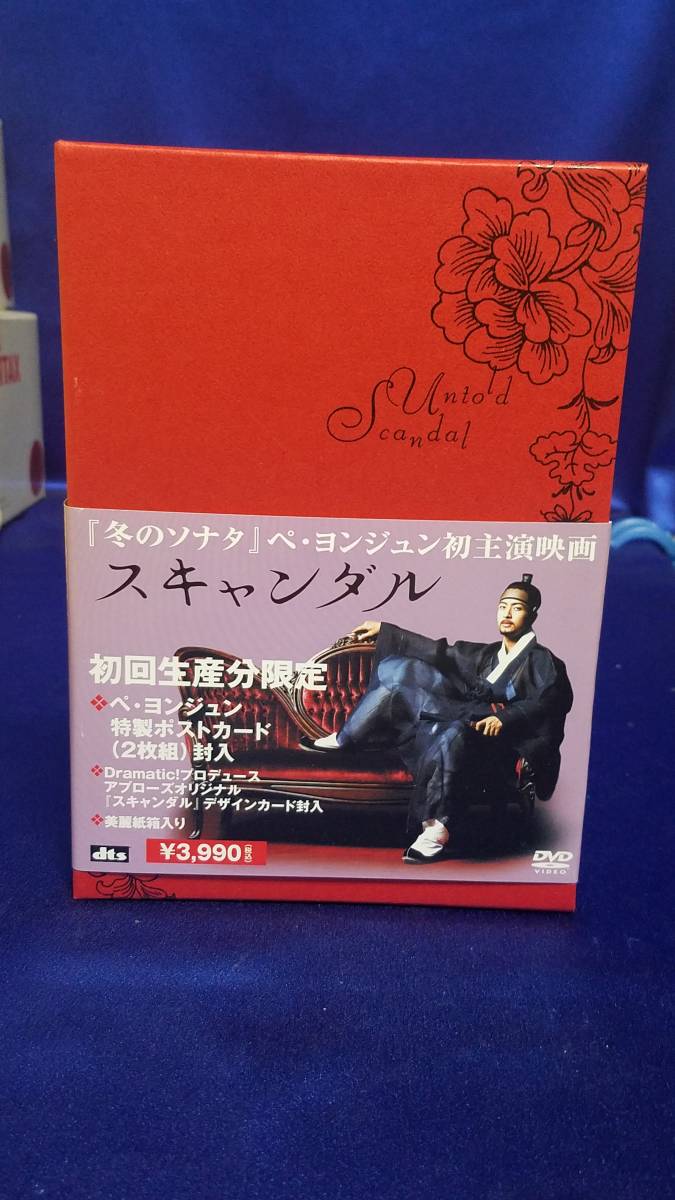 Untold
Scandal
『冬のソナタ』ペ・ヨンジュン初主演映画
スキャンダル
初回生産分限定
❖ペ・ヨンジュン
特製ポストカード
(2枚組)封入
❖Dramatic!プロデュース
アプローズオリジナル
『スキャンダル』デザインカード封入
❖美麗紙箱入り
dts
¥3,990(税込)
DVD
VIDEO